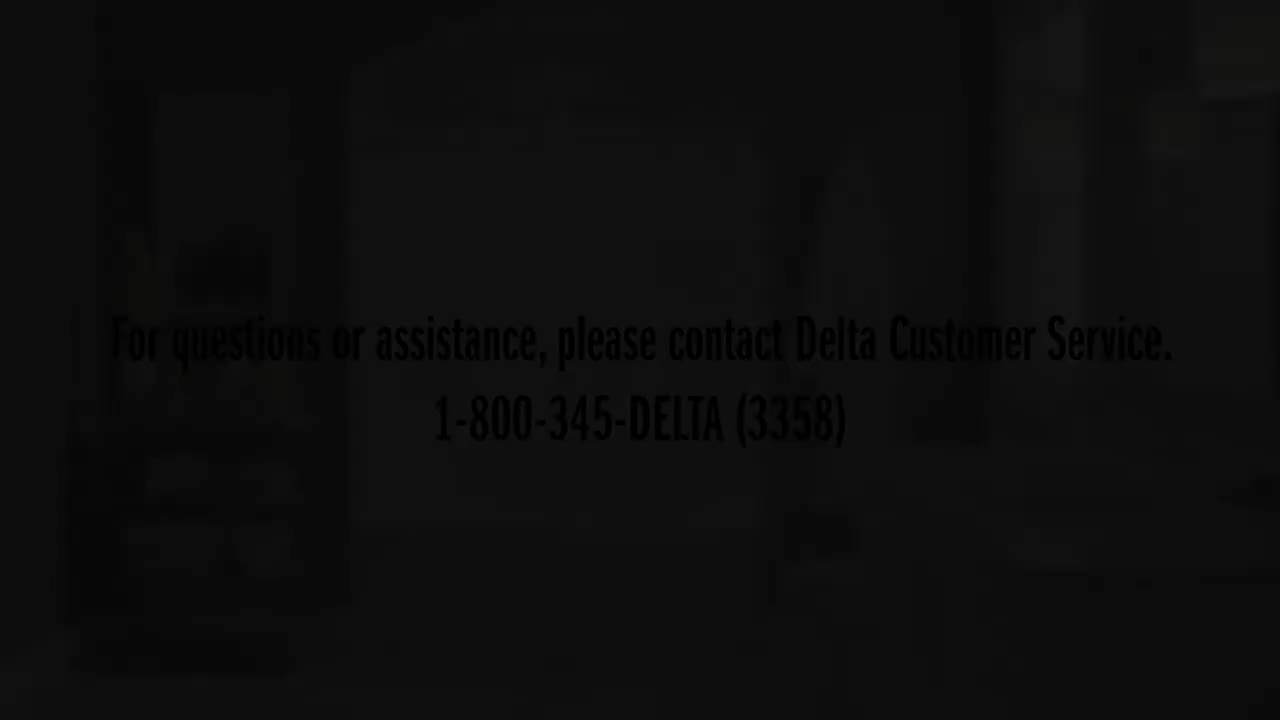 For questions or assistance, please contact Delta Customer Service.
1-800-345-DELTA (3358)